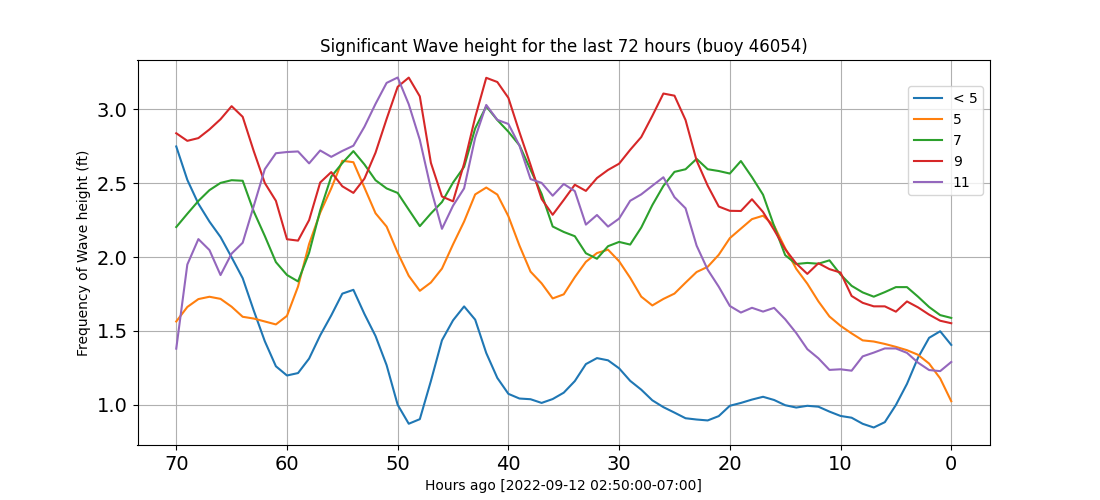 Significant Wave height for the last 72 hours (buoy 46054)
Frequency of Wave height (ft)
3.0
2.5
2.0
1.5
1.0
< 5
5
7
9
11
70 60 50 40 30 20 10 0
Hours ago [2022-09-12 02:50:00-07:00]